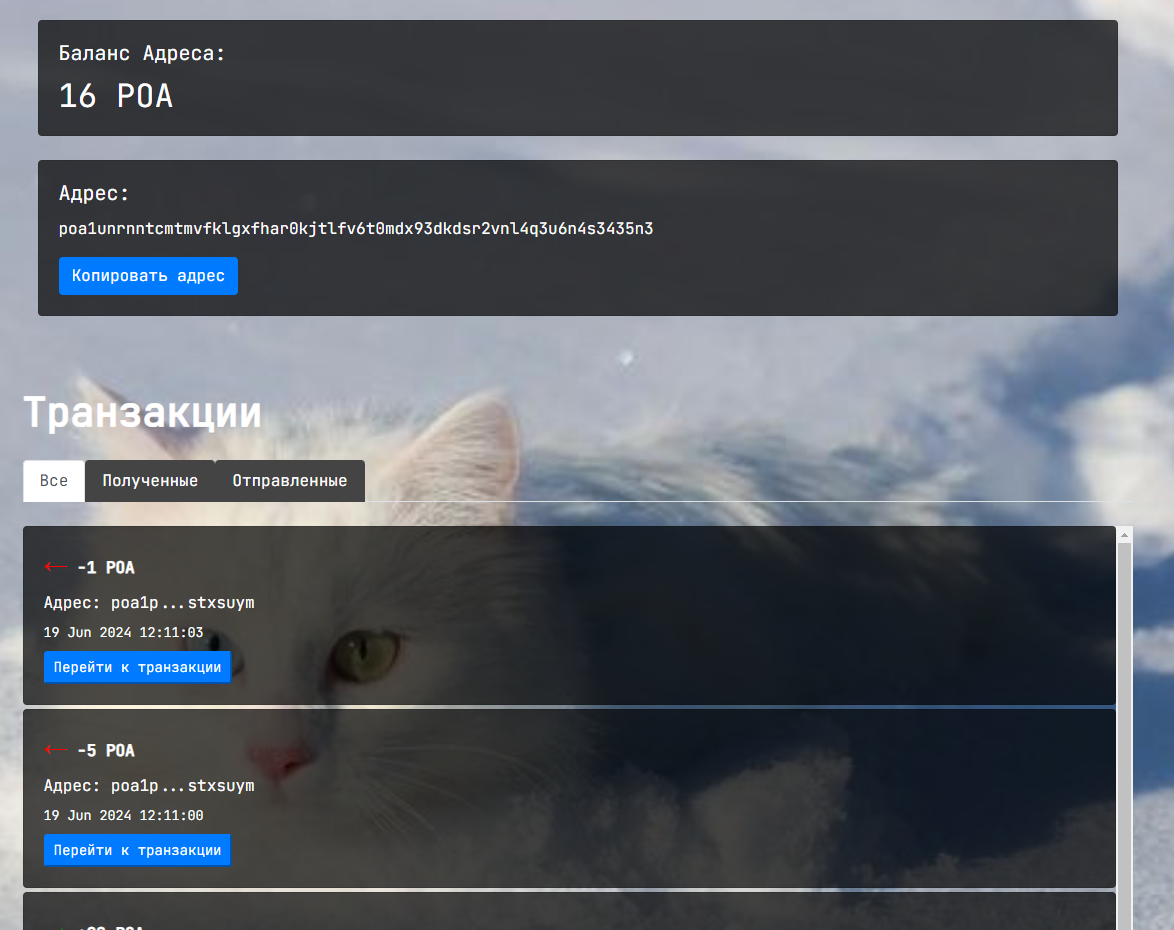 Баланс Адреса:
16 POA
Адрес:
poa1unrnntcmtmvfklgxfhar0kjtlfv6t0mdx93dkdsr2vnl4q3u6n4s3435n3
Копировать адрес
Транзакции
Все Полученные Отправленные
-1 POA
Адрес: poa1p...stxsuym
19 Jun 2024 12:11:03
Перейти к транзакции
-5 POA
Адрес: poa1p...stxsuym
19 Jun 2024 12:11:00
Перейти к транзакции
POA